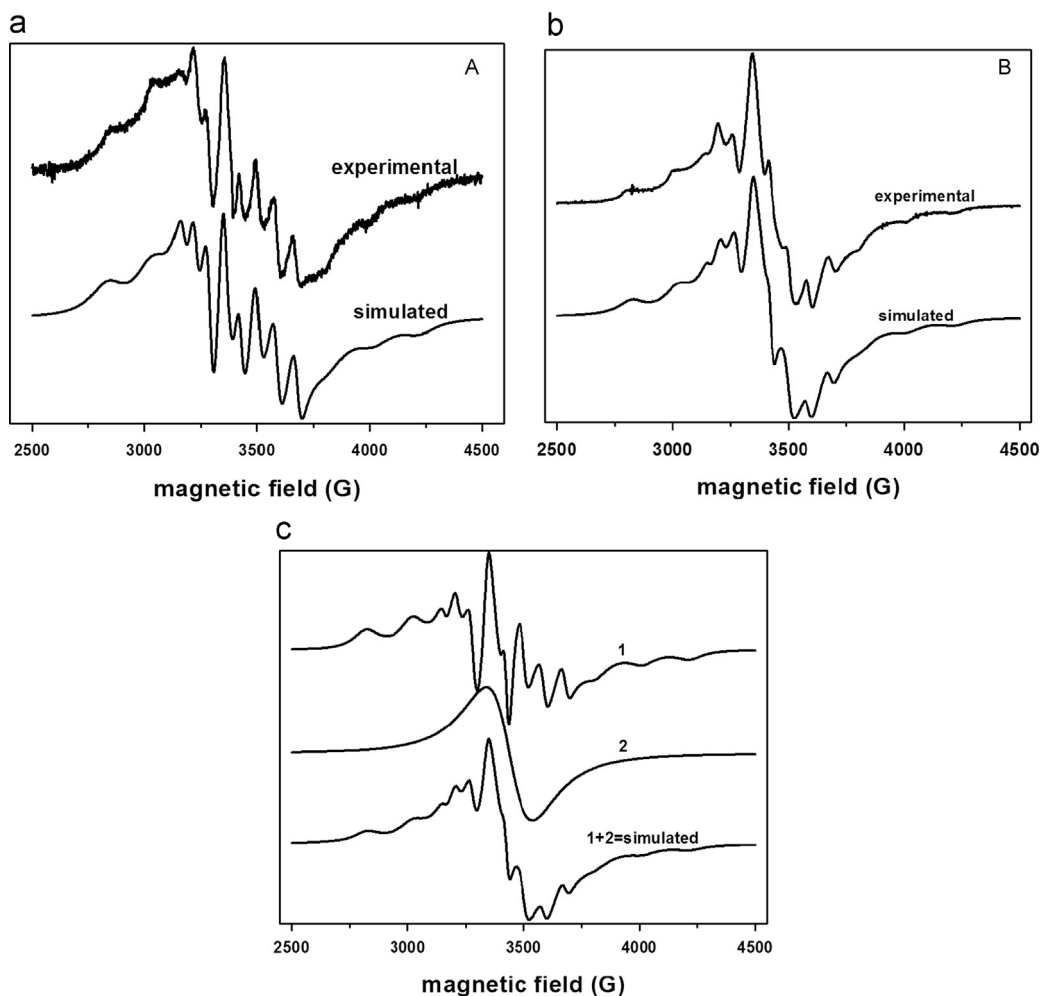 a
b
A
B
experimental
experimental
simulated
simulated
2500 3000 3500 4000 4500
2500 3000 3500 4000 4500
magnetic field (G)
magnetic field (G)
C
1
2
1+2=simulated
2500 3000 3500 4000 4500
magnetic field (G)